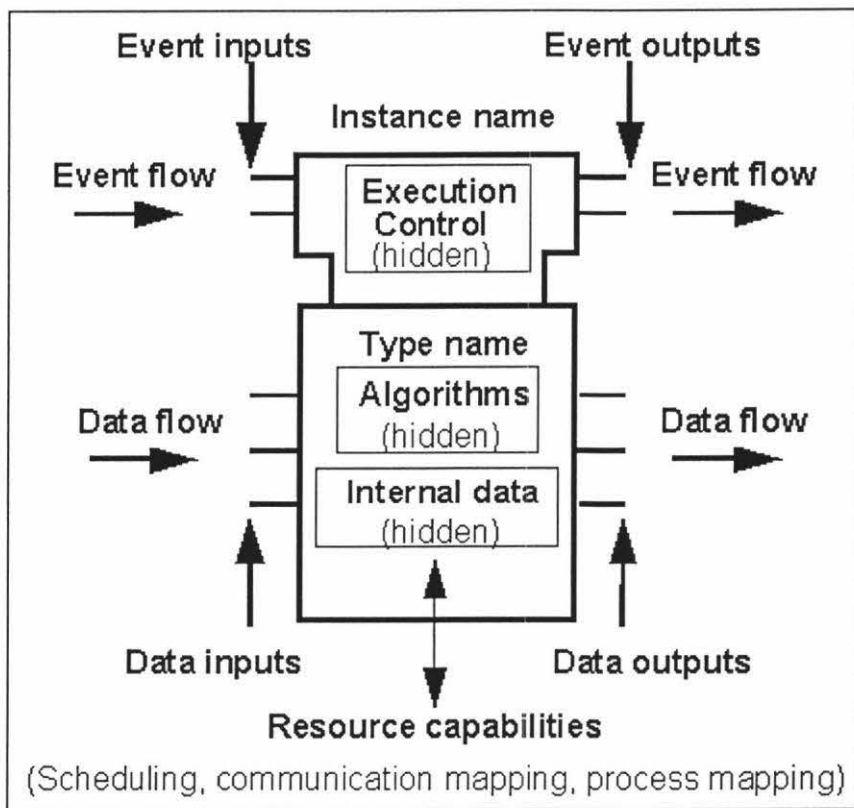 Event inputs
Event outputs
Instance name
Event flow
Execution
Control
(hidden)
Event flow
Type name
Algorithms
(hidden)
Data flow
Data flow
Internal data
(hidden)
Data inputs
Data outputs
Resource capabilities
(Scheduling, communication mapping, process mapping)